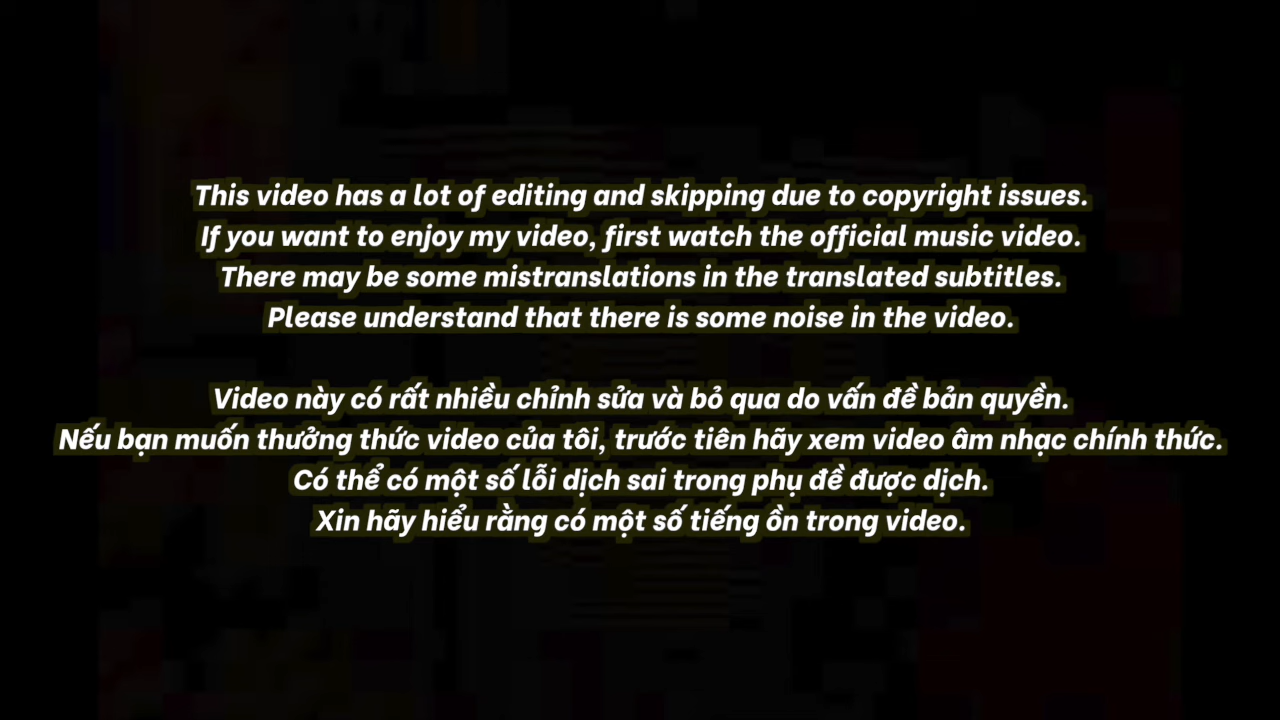 This video has a lot of editing and skipping due to copyright issues.
If you want to enjoy my video, first watch the official music video.
There may be some mistranslations in the translated subtitles.
Please understand that there is some noise in the video.
Video này có rất nhiều chỉnh sửa và bỏ qua do vấn đề bản quyền.
Nếu bạn muốn thưởng thức video của tôi, trước tiên hãy xem video âm nhạc chính thức.
Có thể có một số lỗi dịch sai trong phụ đề được dịch.
Xin hãy hiểu rằng có một số tiếng ồn trong video.